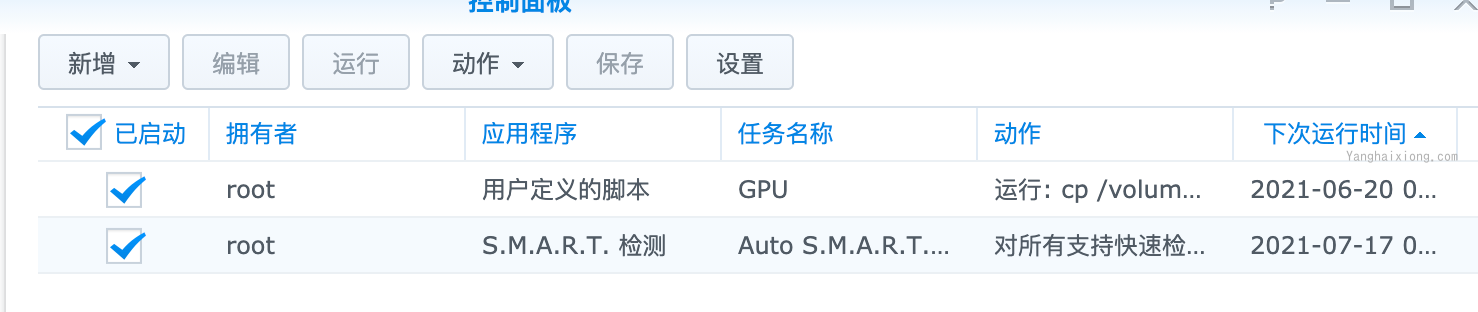 控制面板
新增 编辑 运行 动作 保存 设置
已启动 拥有者 应用程序 任务名称 动作 下次运行时间
Yanghaixiong.com
root 用户定义的脚本 GPU 运行: cp /volum... 2021-06-20 0...
root S.M.A.R.T. 检测 Auto S.M.A.R.T.... 对所有支持快速检... 2021-07-17 0...